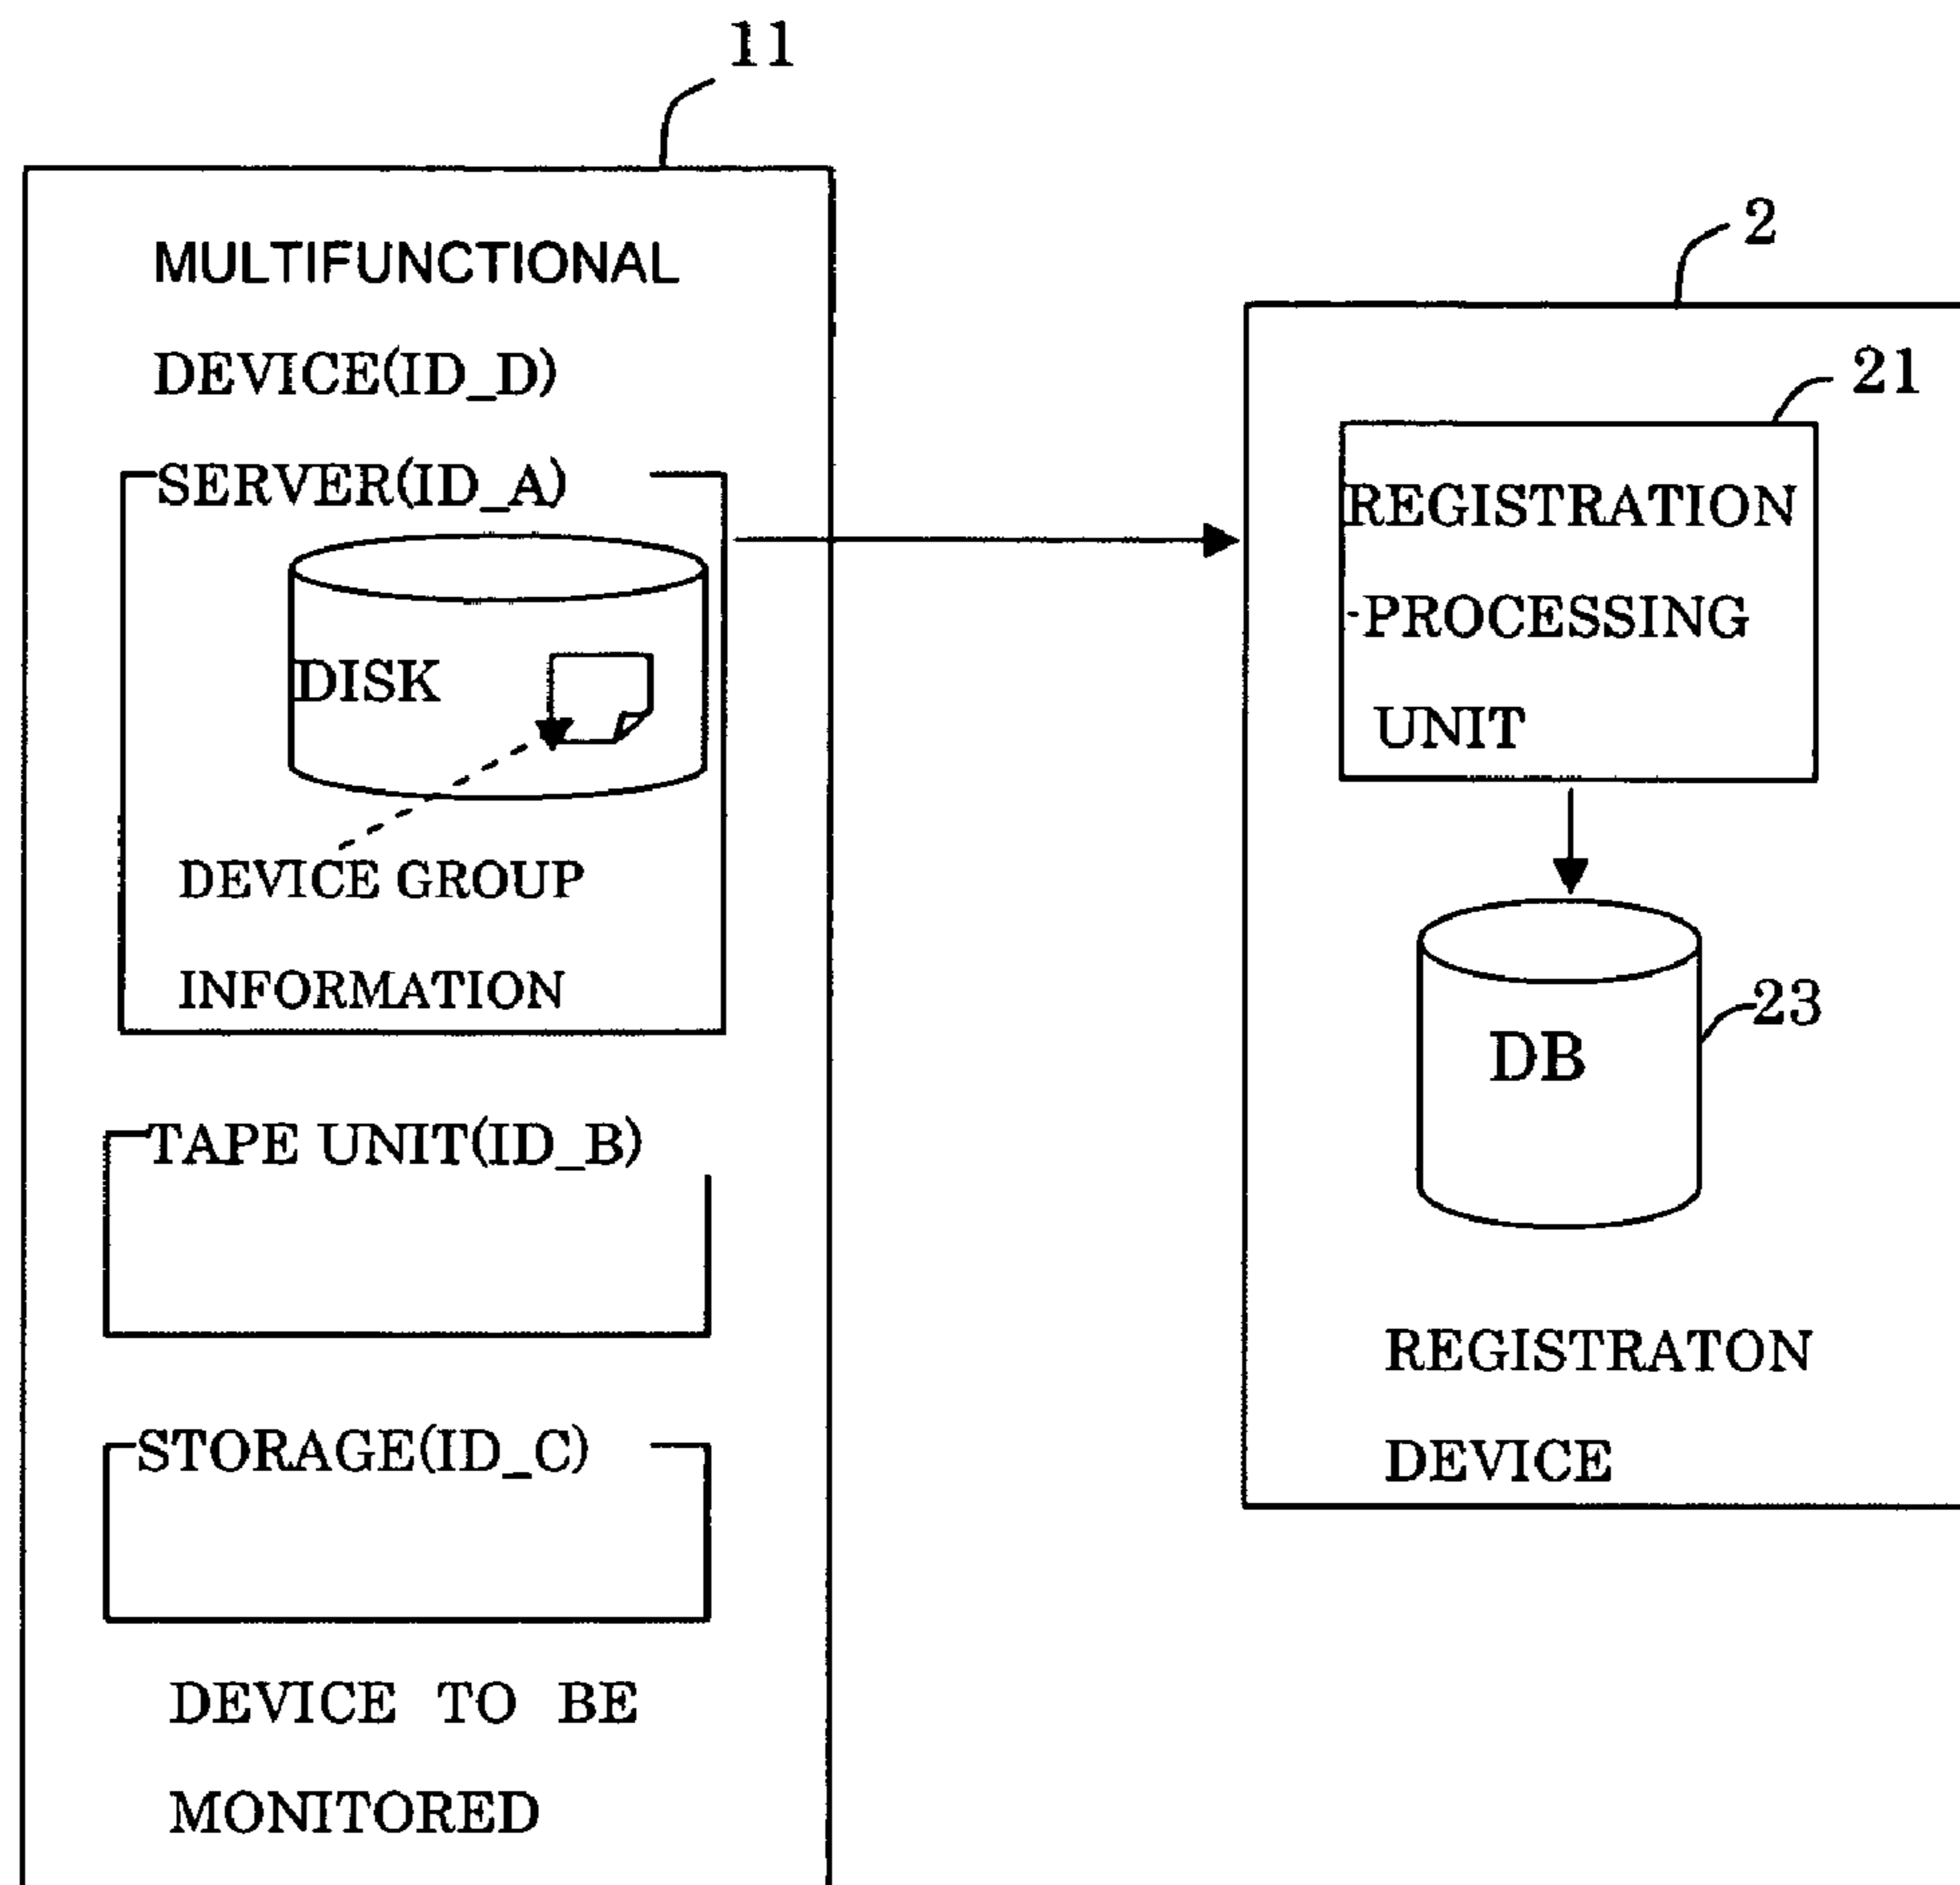 11
MULTIFUNCTIONAL
DEVICE(ID_D)
SERVER(ID_A)
DISK
DEVICE GROUP
INFORMATION
TAPE UNIT(ID_B)
STORAGE(ID_C)
DEVICE TO BE
MONITORED
2
21
REGISTRATION
-PROCESSING
UNIT
DB
23
REGISTRATON
DEVICE